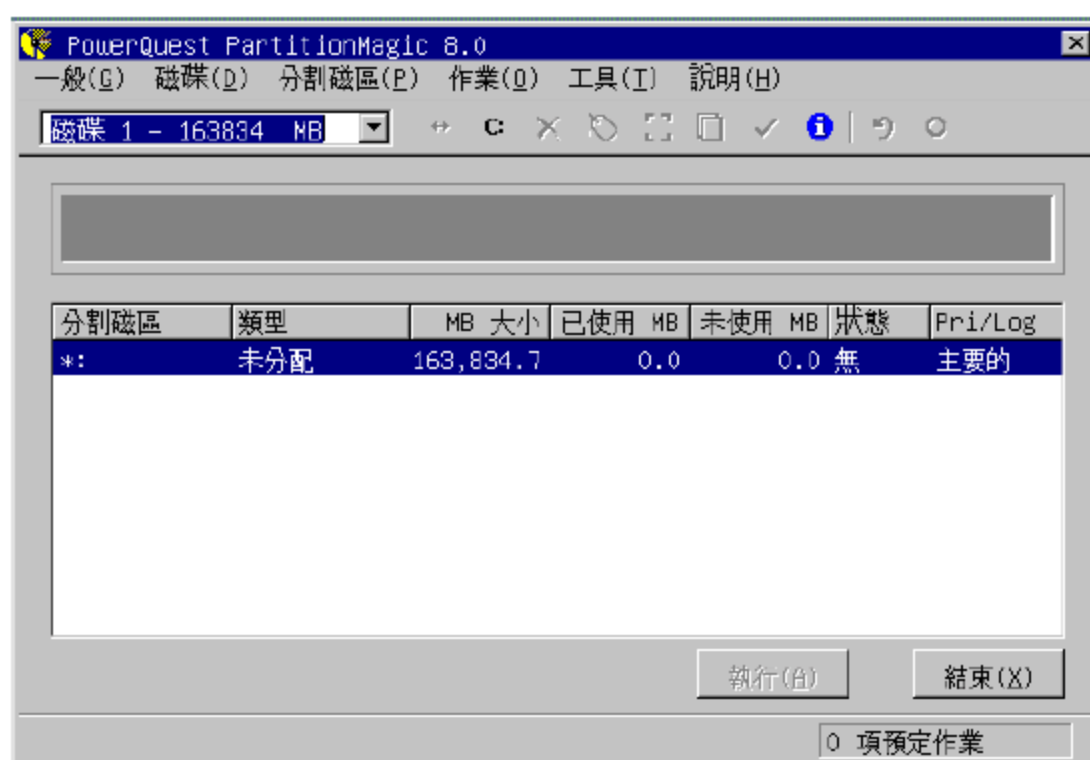 PowerQuest PartitionMagic 8.0
一般(G) 磁碟(D) 分割磁區(P) 作業(O) 工具(T) 說明(H)
磁碟 1 - 163834 MB C:
分割磁區 類型 MB 大小 已使用 MB 未使用 MB 狀態 Pri/Log
*: 未分配 163,834.7 0.0 0.0 無 主要的
執行(A) 結束(X)
0 項預定作業